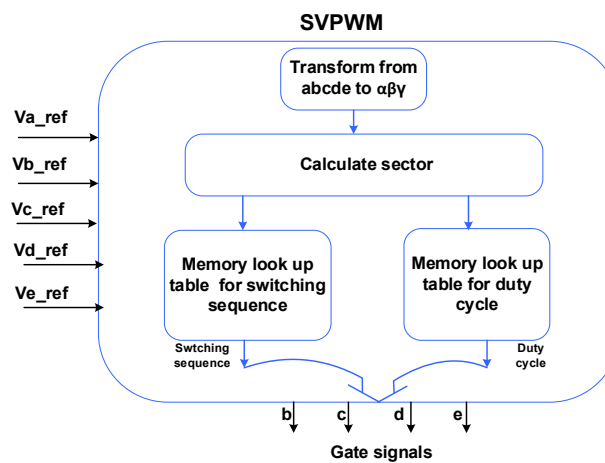 SVPWM
Transform from
abcde to αβγ
Va_ref
Vb_ref
Vc_ref
Vd_ref
Ve_ref
Calculate sector
Memory look up
table for switching
sequence
Memory look up
table for duty
cycle
Swtching
sequence
Duty
cycle
b
c
d
e
Gate signals